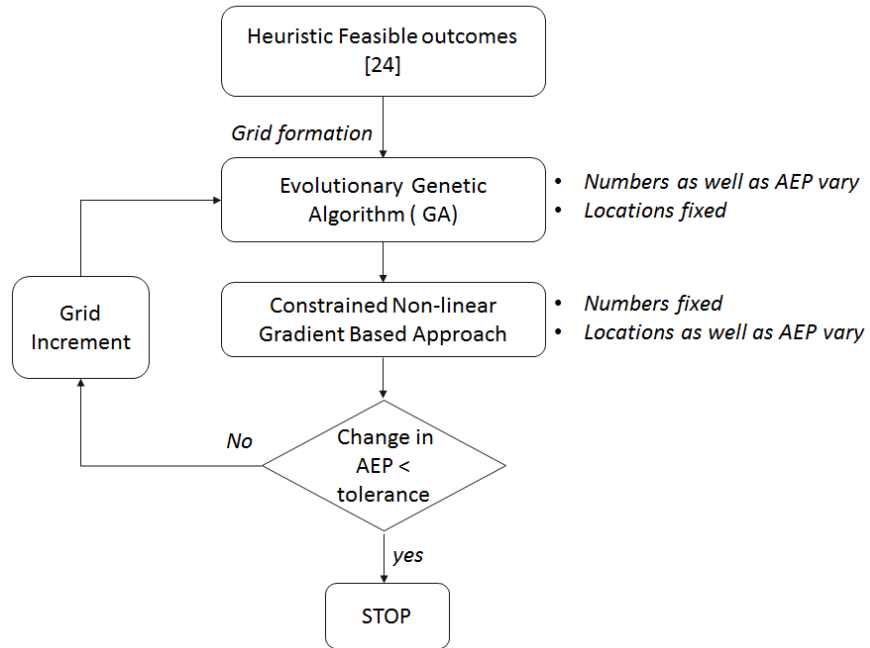 Heuristic Feasible outcomes
[24]
Grid formation
Evolutionary Genetic
Algorithm ( GA)
• Numbers as well as AEP vary
• Locations fixed
Constrained Non-linear
Gradient Based Approach
• Numbers fixed
• Locations as well as AEP vary
Grid
Increment
No
Change in
AEP <
tolerance
yes
STOP